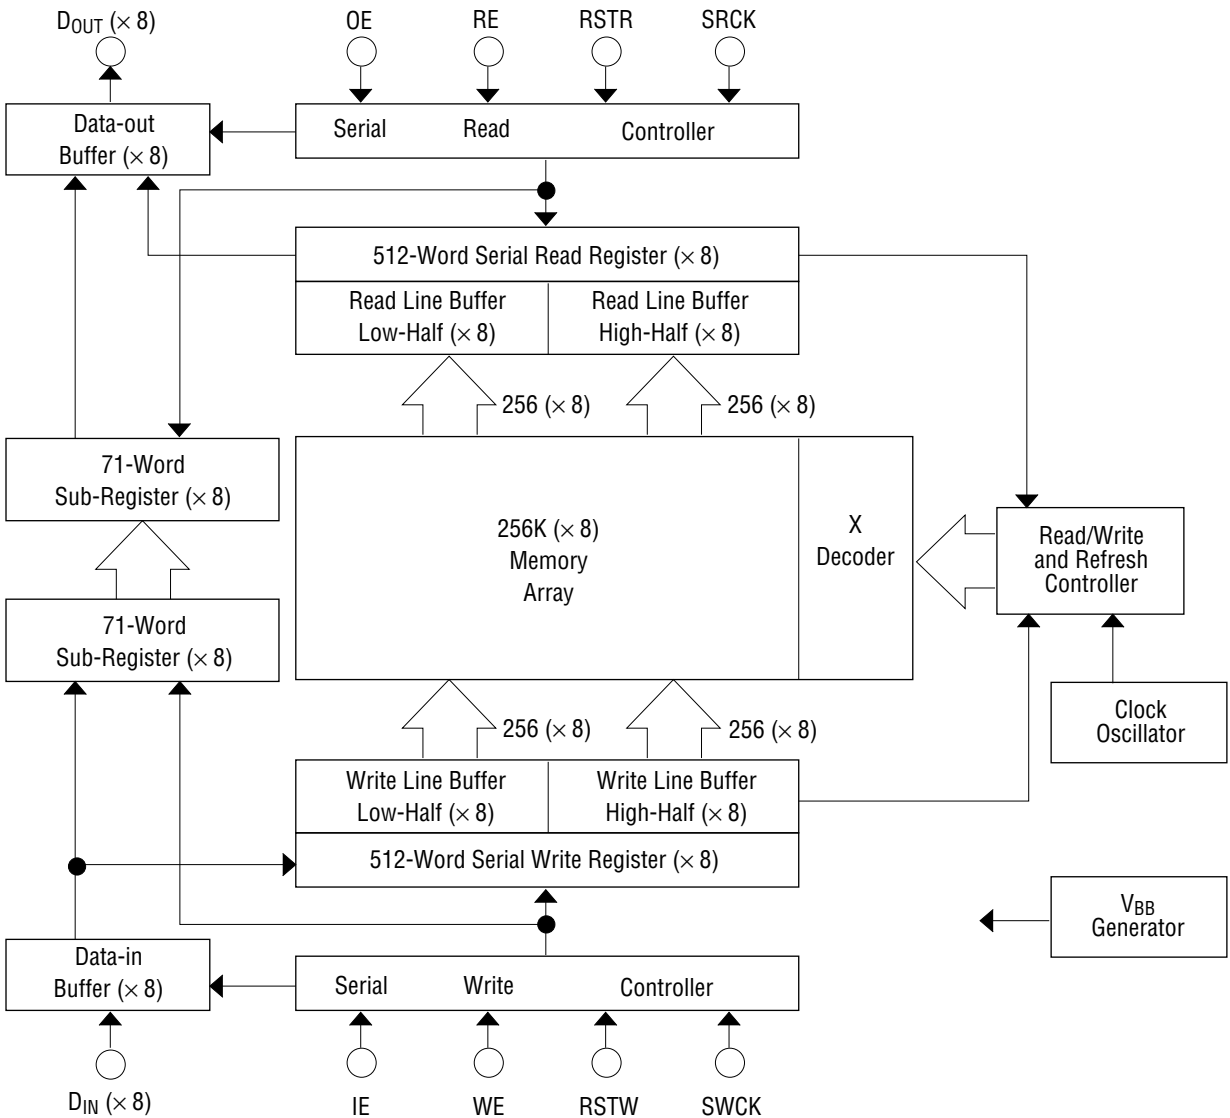 DOUT (× 8)
OE
RE
RSTR
SRCK
Data-out
Buffer (× 8)
Serial Read Controller
512-Word Serial Read Register (× 8)
Read Line Buffer
Low-Half (× 8)
Read Line Buffer
High-Half (× 8)
256 (× 8)
256 (× 8)
71-Word
Sub-Register (× 8)
256K (× 8)
Memory
Array
X
Decoder
Read/Write
and Refresh
Controller
71-Word
Sub-Register (× 8)
256 (× 8)
256 (× 8)
Clock
Oscillator
Write Line Buffer
Low-Half (× 8)
Write Line Buffer
High-Half (× 8)
512-Word Serial Write Register (× 8)
VBB
Generator
Data-in
Buffer (× 8)
Serial Write Controller
DIN (× 8)
IE
WE
RSTW
SWCK